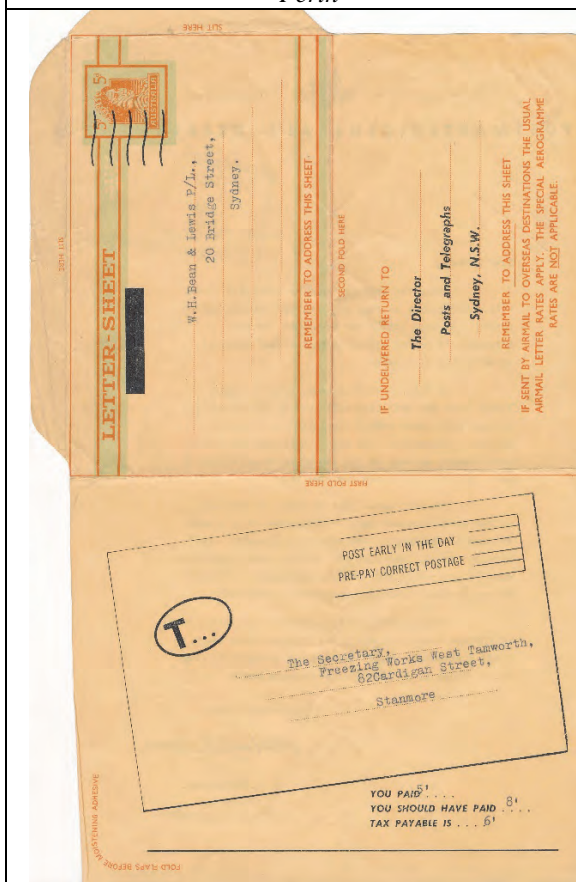 Perth
SLIT HERE
5d 5d
AUSTRALIA
SLIT HERE
LETTER-SHEET
W.H.Bean & Lewis P/L.,
20 Bridge Street,
Sydney.
REMEMBER TO ADDRESS THIS SHEET
SECOND FOLD HERE
IF UNDELIVERED RETURN TO
The Director
Posts and Telegraphs
Sydney, N.S.W.
REMEMBER TO ADDRESS THIS SHEET
IF SENT BY AIRMAIL TO OVERSEAS DESTINATIONS THE USUAL
AIRMAIL LETTER RATES APPLY. THE SPECIAL AEROGRAMME
RATES ARE NOT APPLICABLE.
FIRST FOLD HERE
POST EARLY IN THE DAY
PRE-PAY CORRECT POSTAGE
T...
The Secretary,
Freezing Works West Tamworth,
82Cardigan Street,
Stanmore
YOU PAID 5' ....
YOU SHOULD HAVE PAID 8' ....
TAX PAYABLE IS .... 6'
FOLD FLAPS BEFORE MOISTENING ADHESIVE